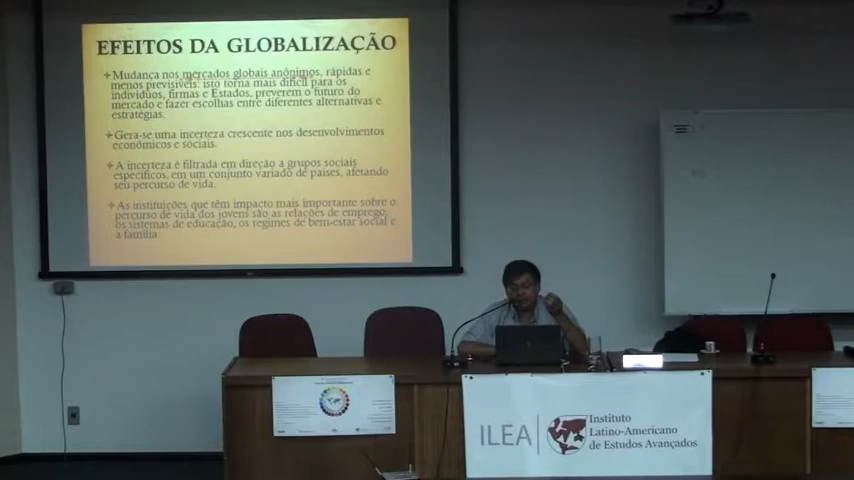 EFEITOS DA GLOBALIZAÇÃO
Mudança nos mercados globais anônimos, rápidas e
menos previsíveis: isto torna mais difícil para os
indivíduos, firmas e Estados, preverem o futuro do
mercado e fazer escolhas entre diferentes alternativas e
estratégias.
Gera-se uma incerteza crescente nos desenvolvimentos
econômicos e sociais.
A incerteza é filtrada em direção a grupos sociais
específicos, em um conjunto variado de países, afetando
seu percurso de vida.
As instituições que têm impacto mais importante sobre o
percurso de vida dos jovens são as relações de emprego,
os sistemas de educação, os regimes de bem-estar social e
a família.
ILEA
Instituto
Latino-Americano
de Estudos Avançados